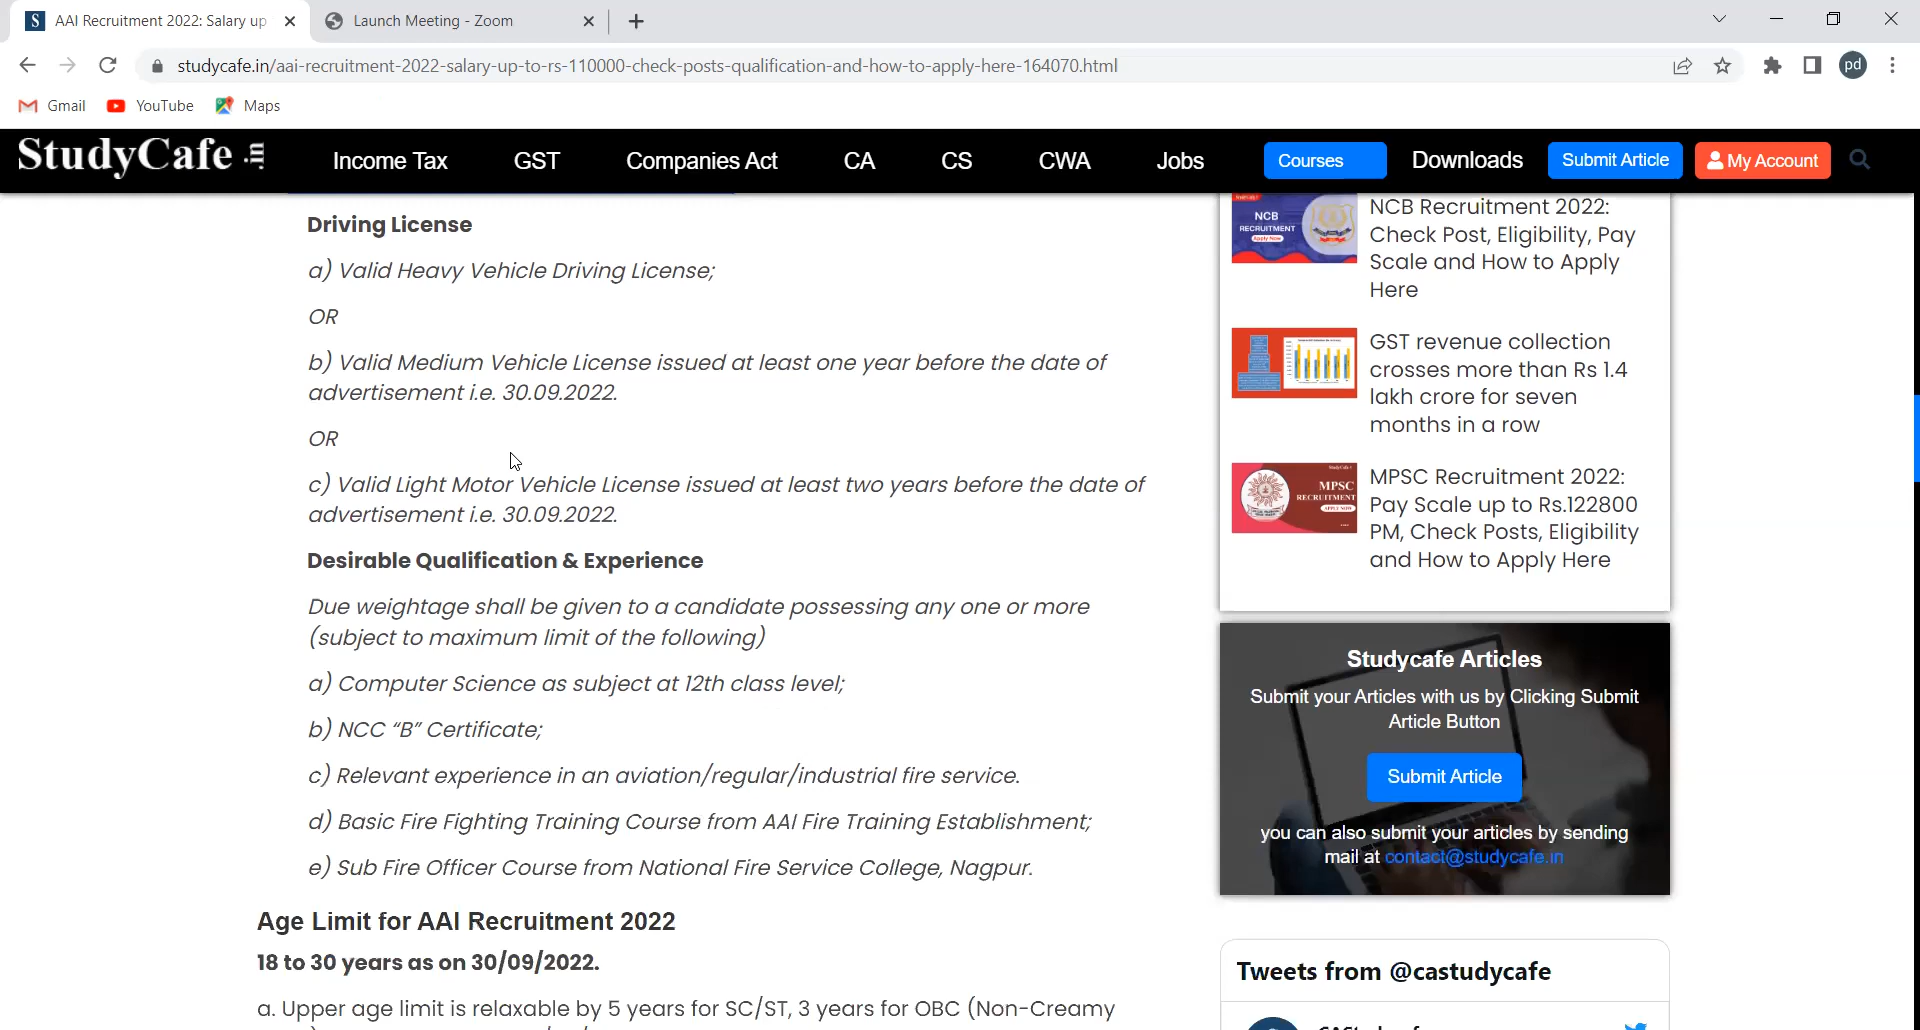 AAI Recruitment 2022: Salary up
Launch Meeting - Zoom
studycafe.in/aai-recruitment-2022-salary-up-to-rs-110000-check-posts-qualification-and-how-to-apply-here-164070.html
pd
Gmail YouTube Maps
StudyCafe .in
Income Tax GST Companies Act CA CS CWA Jobs Courses Downloads Submit Article My Account
Driving License
a) Valid Heavy Vehicle Driving License;
OR
b) Valid Medium Vehicle License issued at least one year before the date of
advertisement i.e. 30.09.2022.
OR
c) Valid Light Motor Vehicle License issued at least two years before the date of
advertisement i.e. 30.09.2022.
Desirable Qualification & Experience
Due weightage shall be given to a candidate possessing any one or more
(subject to maximum limit of the following)
a) Computer Science as subject at 12th class level;
b) NCC “B” Certificate;
c) Relevant experience in an aviation/regular/industrial fire service.
d) Basic Fire Fighting Training Course from AAI Fire Training Establishment;
e) Sub Fire Officer Course from National Fire Service College, Nagpur.
Age Limit for AAI Recruitment 2022
18 to 30 years as on 30/09/2022.
a. Upper age limit is relaxable by 5 years for SC/ST, 3 years for OBC (Non-Creamy
NCB
RECRUITMENT
Apply Now
NCB Recruitment 2022:
Check Post, Eligibility, Pay
Scale and How to Apply
Here
GST revenue collection
crosses more than Rs 1.4
lakh crore for seven
months in a row
MPSC
RECRUITMENT
APPLY NOW
MPSC Recruitment 2022:
Pay Scale up to Rs.122800
PM, Check Posts, Eligibility
and How to Apply Here
Studycafe Articles
Submit your Articles with us by Clicking Submit
Article Button
Submit Article
you can also submit your articles by sending
mail at contact@studycafe.in
Tweets from @castudycafe